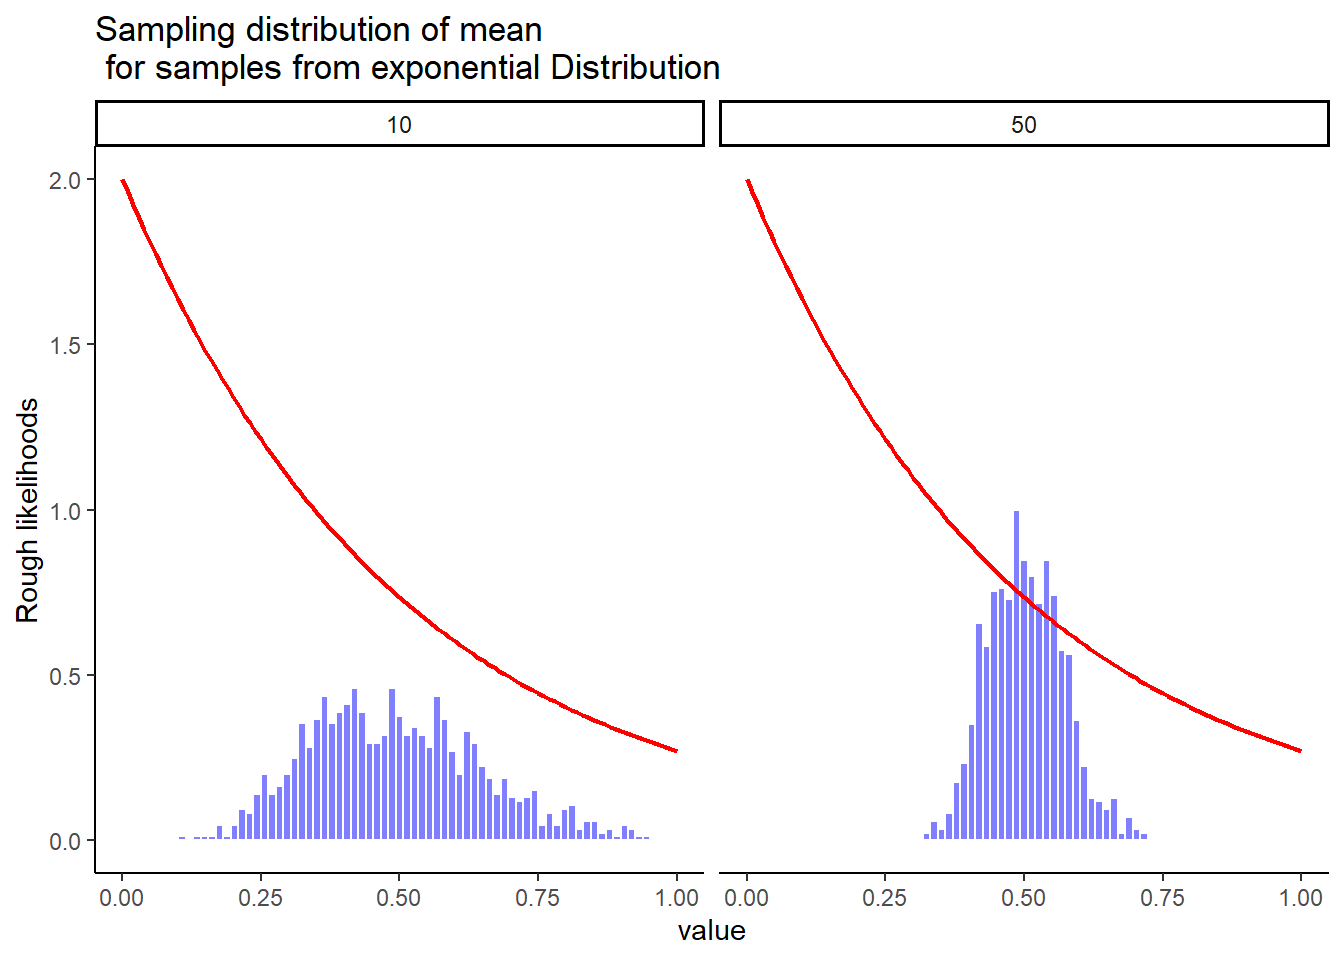 Sampling distribution of mean
for samples from exponential Distribution
10
50
Rough likelihoods
2.0
1.5
1.0
0.5
0.0
0.00 0.25 0.50 0.75 1.00
0.00 0.25 0.50 0.75 1.00
value